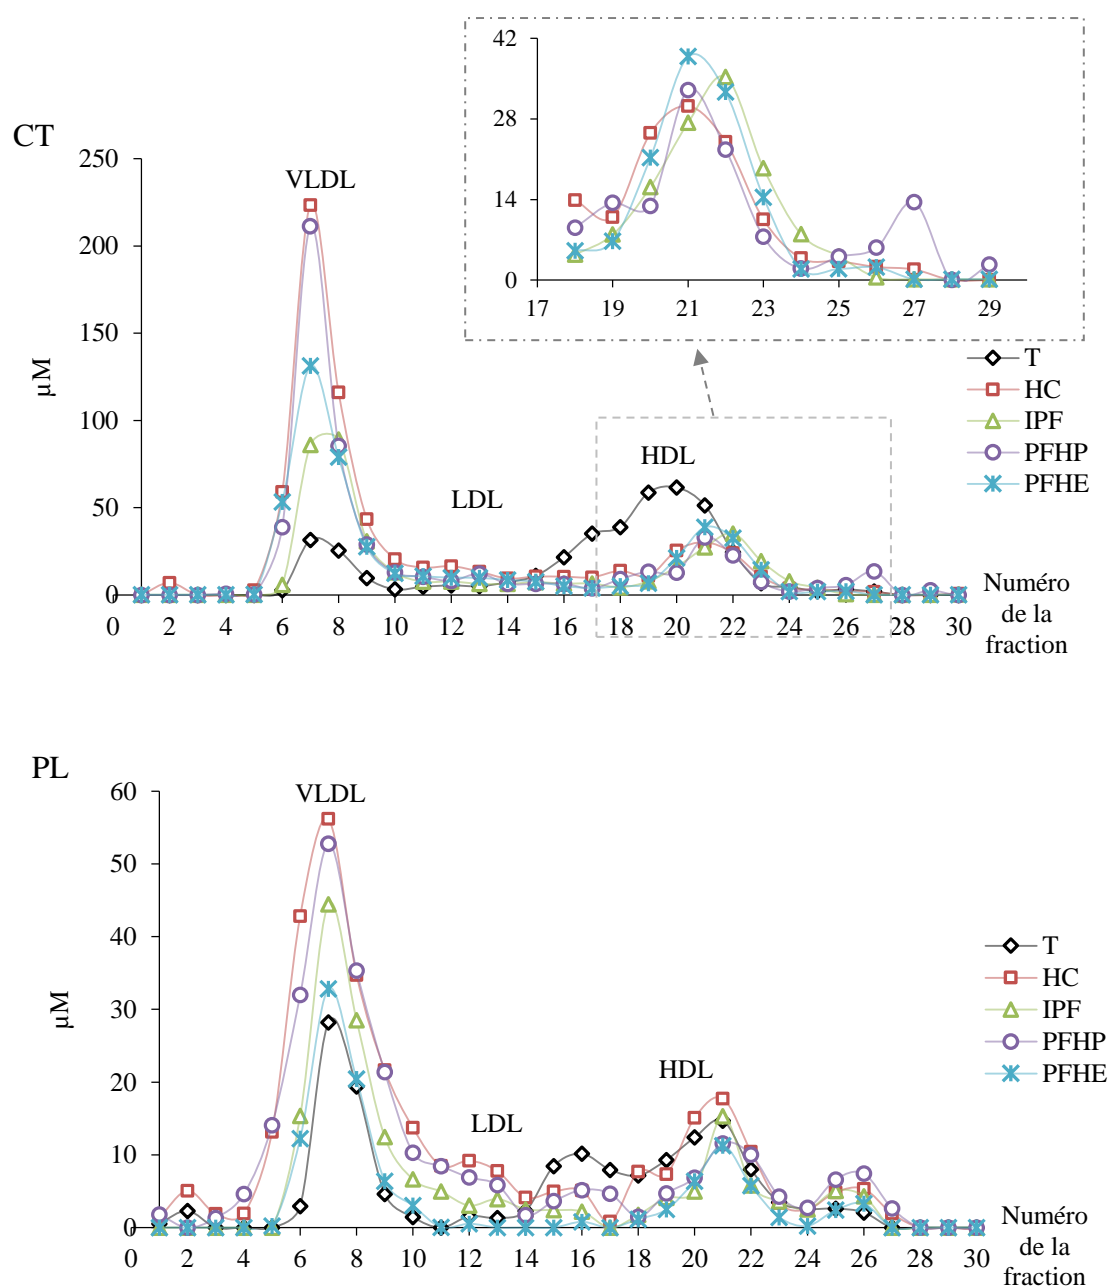 42
28
14
0
17 19 21 23 25 27 29
CT
250
200
150
100
50
0
µM
VLDL
LDL
HDL
T
HC
IPF
PFHP
PFHE
0 2 4 6 8 10 12 14 16 18 20 22 24 26 28 30
Numéro
de la
fraction
PL
60
50
40
30
20
10
0
µM
VLDL
LDL
HDL
T
HC
IPF
PFHP
PFHE
0 2 4 6 8 10 12 14 16 18 20 22 24 26 28 30
Numéro
de la
fraction